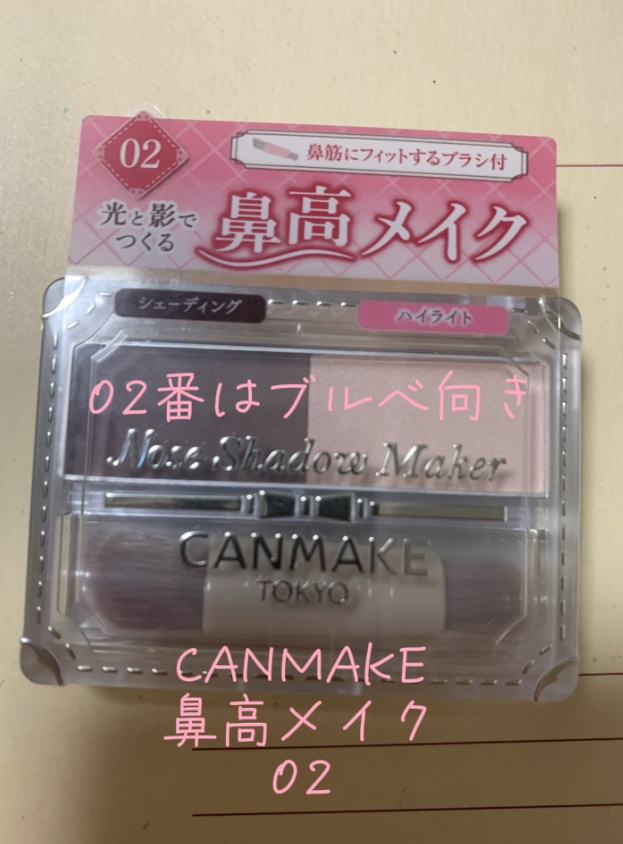 02
鼻筋にフィットするブラシ付
光と影で
つくる
鼻高メイク
シェーディング
ハイライト
02番はブルベ向き
Nose Shadow Maker
CANMAKE
TOKYO
CANMAKE
鼻高メイク
02